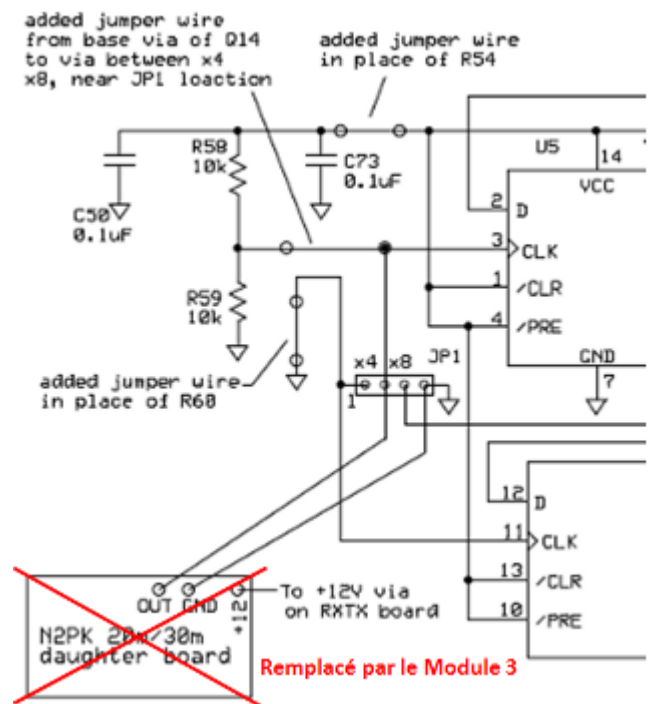 added jumper wire
from base via of Q14
to via between x4
x8, near JP1 loaction
added jumper wire
in place of R54
R58
10k
C73
0.1uF
C50
0.1uF
U5
14
VCC
2
D
3
CLK
1
/CLR
4
/PRE
GND
7
R59
10k
added jumper wire
in place of R60
x4 x8
JP1
1
12
D
11
CLK
13
/CLR
10
/PRE
OUT GND
+12
To +12V via
on RXTX board
N2PK 20m/30m
daughter board
Remplacé par le Module 3